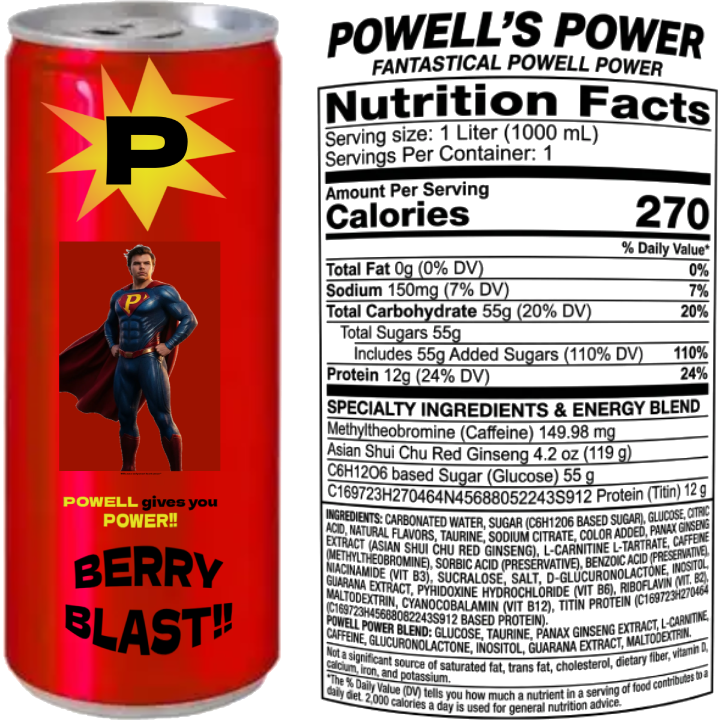 P
P
POWELL gives you
POWER!!
BERRY
BLAST!!
POWELL'S POWER
FANTASTICAL POWELL POWER
Nutrition Facts
Serving size: 1 Liter (1000 mL)
Servings Per Container: 1
Amount Per Serving
Calories 270
% Daily Value*
Total Fat 0g (0% DV) 0%
Sodium 150mg (7% DV) 7%
Total Carbohydrate 55g (20% DV) 20%
Total Sugars 55g
Includes 55g Added Sugars (110% DV) 110%
Protein 12g (24% DV) 24%
SPECIALTY INGREDIENTS & ENERGY BLEND
Methyltheobromine (Caffeine) 149.98 mg
Asian Shui Chu Red Ginseng 4.2 oz (119 g)
C6H12O6 based Sugar (Glucose) 55 g
C169723H270464N45688052243S912 Protein (Titin) 12 g
INGREDIENTS: CARBONATED WATER, SUGAR (C6H12O6 BASED SUGAR), GLUCOSE, CITRIC
ACID, NATURAL FLAVORS, TAURINE, SODIUM CITRATE, COLOR ADDED, PANAX GINSENG
EXTRACT (ASIAN SHUI CHU RED GINSENG), L-CARNITINE L-TARTRATE, CAFFEINE
(METHYLTHEOBROMINE), SORBIC ACID (PRESERVATIVE), BENZOIC ACID (PRESERVATIVE),
NIACINAMIDE (VIT B3), SUCRALOSE, SALT, D-GLUCURONOLACTONE, INOSITOL,
GUARANA EXTRACT, PYHIDOXINE HYDROCHLORIDE (VIT B6), RIBOFLAVIN (VIT. B2),
MALTODEXTRIN, CYANOCOBALAMIN (VIT B12), TITIN PROTEIN (C169723H270464
(C169723H45688082243S912 BASED PROTEIN).
POWELL POWER BLEND: GLUCOSE, TAURINE, PANAX GINSENG EXTRACT, L-CARNITINE,
CAFFEINE, GLUCURONOLACTONE, INOSITOL, GUARANA EXTRACT, MALTODEXTRIN.
Not a significant source of saturated fat, trans fat, cholesterol, dietary fiber, vitamin D,
calcium, iron, and potassium.
*The % Daily Value (DV) tells you how much a nutrient in a serving of food contributes to a
daily diet. 2,000 calories a day is used for general nutrition advice.